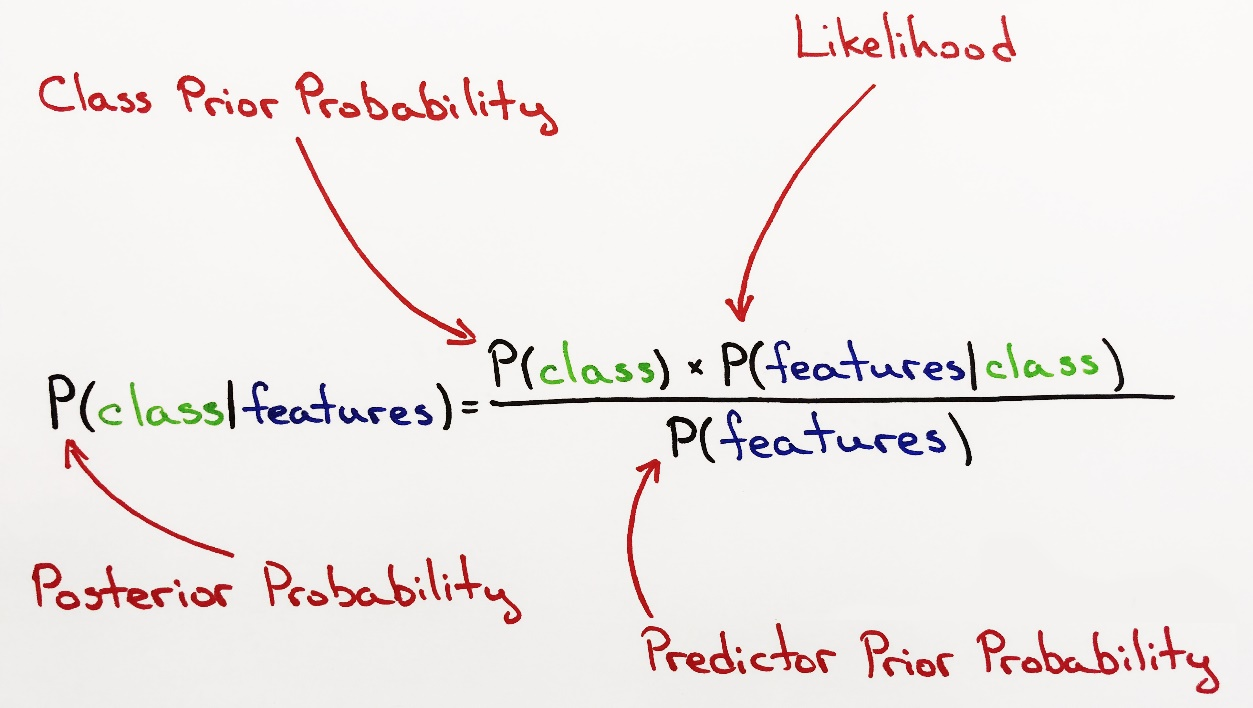 Likelihood
Class Prior Probability
P(class) × P(features|class)
P(class|features) =
P(features)
Posterior Probability
Predictor Prior Probability